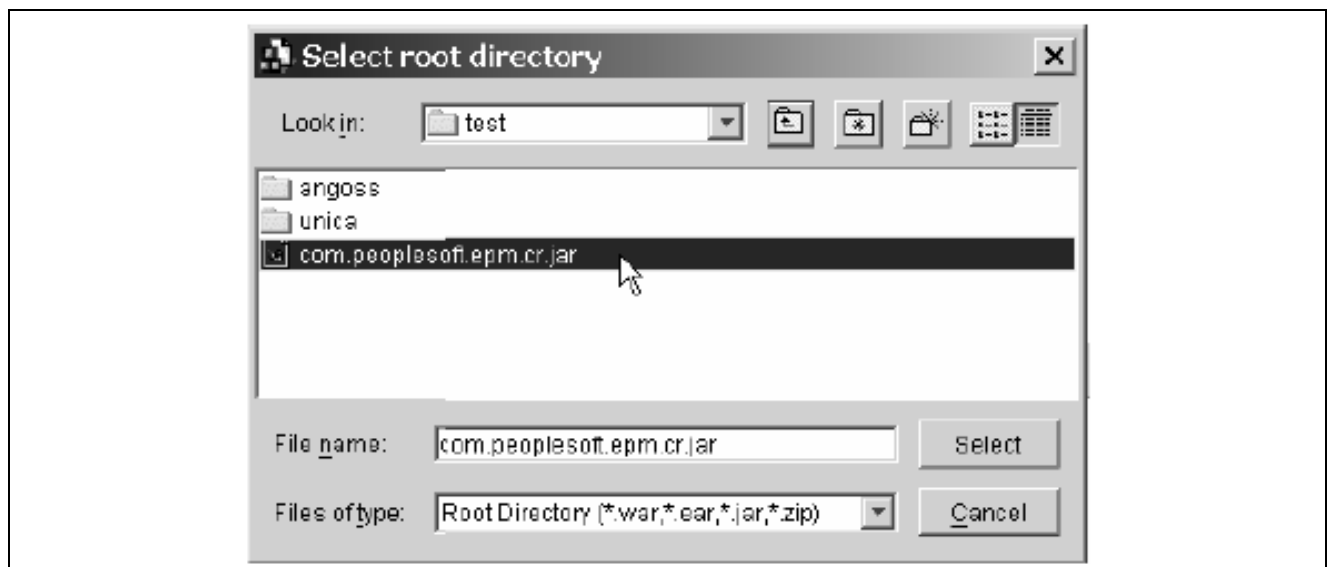 Select root directory
Look in: test
angoss
unica
com.peoplesoft.epm.cr.jar
File name: com.peoplesoft.epm.cr.jar Select
Files of type: Root Directory (*.war,*.ear,*.jar,*.zip) Cancel